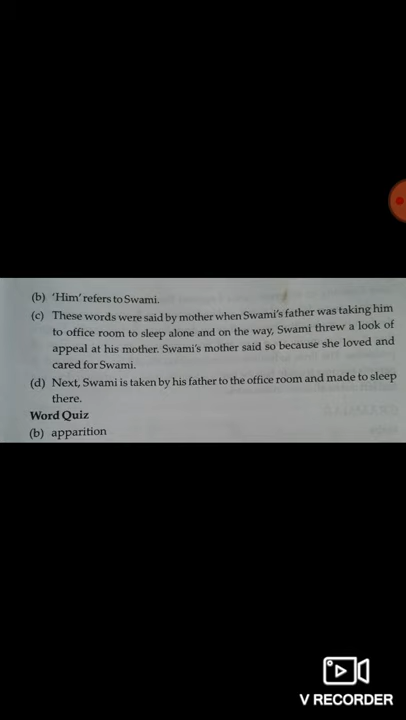 (b) 'Him' refers to Swami.
(c) These words were said by mother when Swami's father was taking him
to office room to sleep alone and on the way, Swami threw a look of
appeal at his mother. Swami's mother said so because she loved and
cared for Swami.
(d) Next, Swami is taken by his father to the office room and made to sleep
there.
Word Quiz
(b) apparition
V RECORDER